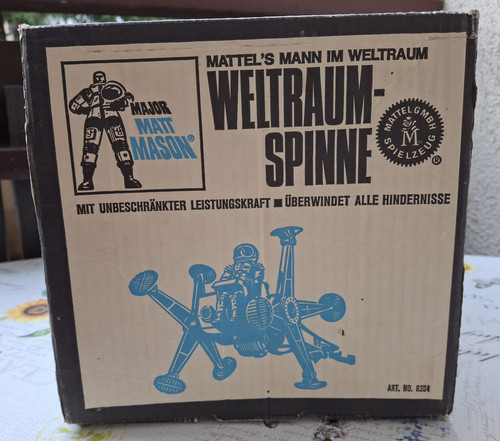 MATTEL'S MANN IM WELTRAUM
WELTRAUM-
SPINNE
MAJOR
MATT
MASON®
MATTEL GMBH
M
SPIELZEUG
®
MIT UNBESCHRÄNKTER LEISTUNGSKRAFT ■ ÜBERWINDET ALLE HINDERNISSE
ART. NO. 6304